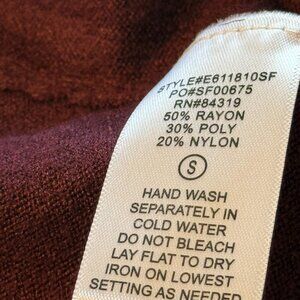 STYLE#E611810SF
PO#SF00675
RN#84319
50% RAYON
30% POLY
20% NYLON
S
HAND WASH
SEPARATELY IN
COLD WATER
DO NOT BLEACH
LAY FLAT TO DRY
IRON ON LOWEST
SETTING AS NEEDED